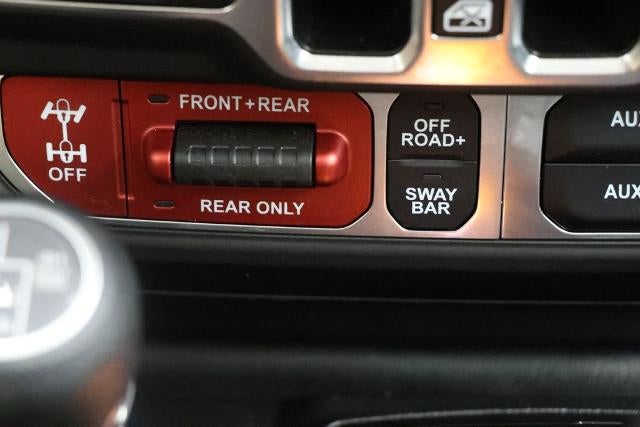 FRONT+REAR
OFF
REAR ONLY
OFF
ROAD+
SWAY
BAR
AUX
AUX